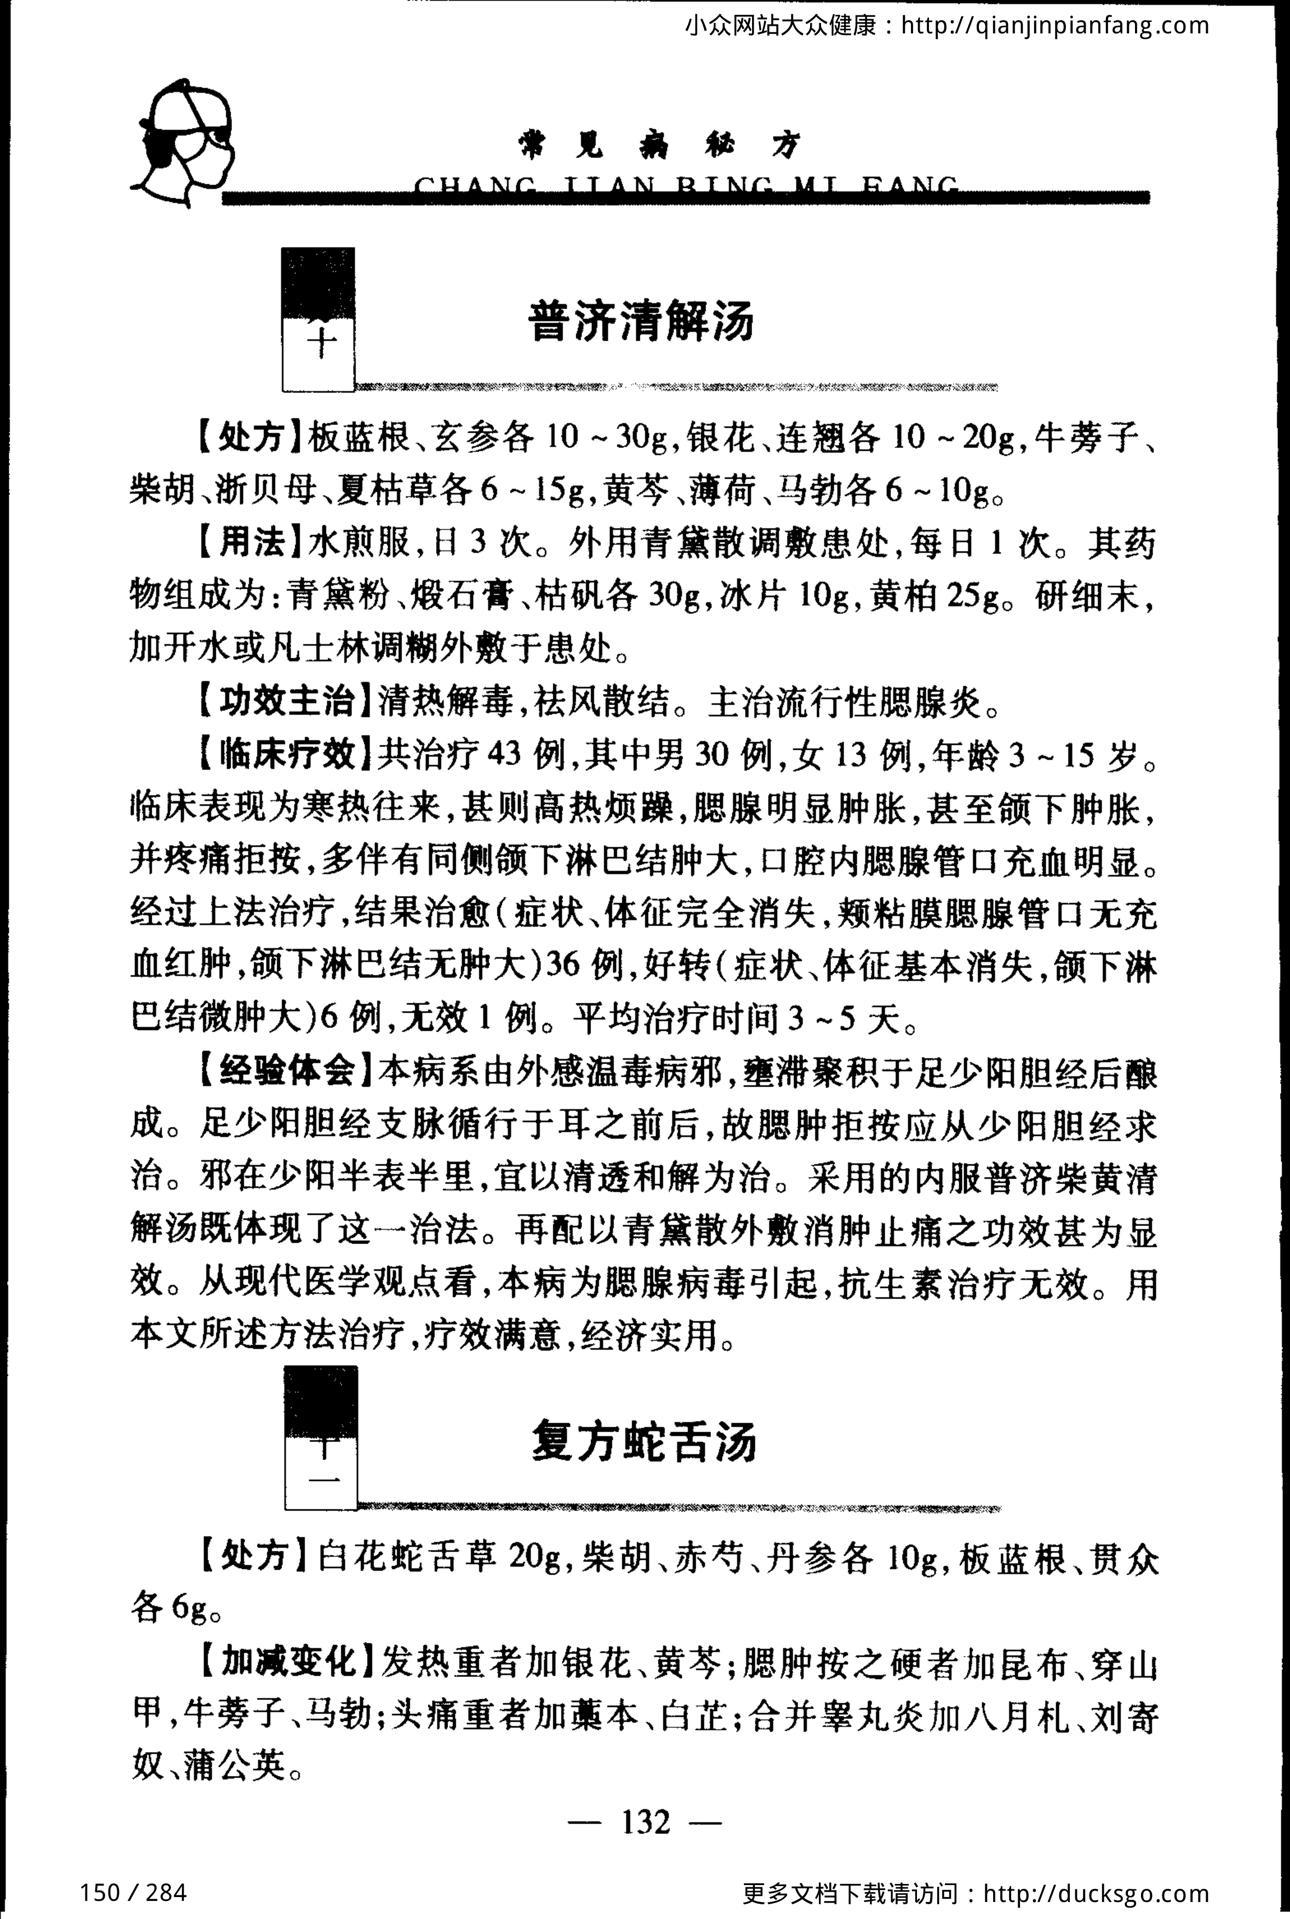 小众网站大众健康：http://qianjinpianfang.com
常见病秘方
CHANG JIAN BING MI FANG
十
普济清解汤
【处方】板蓝根、玄参各 10 ~ 30g,银花、连翘各 10 ~ 20g,牛蒡子、
柴胡、浙贝母、夏枯草各 6 ~ 15g,黄芩、薄荷、马勃各 6 ~ 10g。
【用法】水煎服,日 3 次。外用青黛散调敷患处,每日 1 次。其药
物组成为:青黛粉、煅石膏、枯矾各 30g,冰片 10g,黄柏 25g。研细末,
加开水或凡士林调糊外敷于患处。
【功效主治】清热解毒,祛风散结。主治流行性腮腺炎。
【临床疗效】共治疗 43 例,其中男 30 例,女 13 例,年龄 3 ~ 15 岁。
临床表现为寒热往来,甚则高热烦躁,腮腺明显肿胀,甚至颌下肿胀,
并疼痛拒按,多伴有同侧颌下淋巴结肿大,口腔内腮腺管口充血明显。
经过上法治疗,结果治愈(症状、体征完全消失,颊粘膜腮腺管口无充
血红肿,颌下淋巴结无肿大)36 例,好转(症状、体征基本消失,颌下淋
巴结微肿大)6 例,无效 1 例。平均治疗时间 3 ~ 5 天。
【经验体会】本病系由外感温毒病邪,壅滞聚积于足少阳胆经后酿
成。足少阳胆经支脉循行于耳之前后,故腮肿拒按应从少阳胆经求
治。邪在少阳半表半里,宜以清透和解为治。采用的内服普济柴黄清
解汤既体现了这一治法。再配以青黛散外敷消肿止痛之功效甚为显
效。从现代医学观点看,本病为腮腺病毒引起,抗生素治疗无效。用
本文所述方法治疗,疗效满意,经济实用。
十一
复方蛇舌汤
【处方】白花蛇舌草 20g,柴胡、赤芍、丹参各 10g,板蓝根、贯众
各 6g。
【加减变化】发热重者加银花、黄芩;腮肿按之硬者加昆布、穿山
甲,牛蒡子、马勃;头痛重者加藁本、白芷;合并睾丸炎加八月札、刘寄
奴、蒲公英。
— 132 —
150 / 284
更多文档下载请访问：http://ducksgo.com